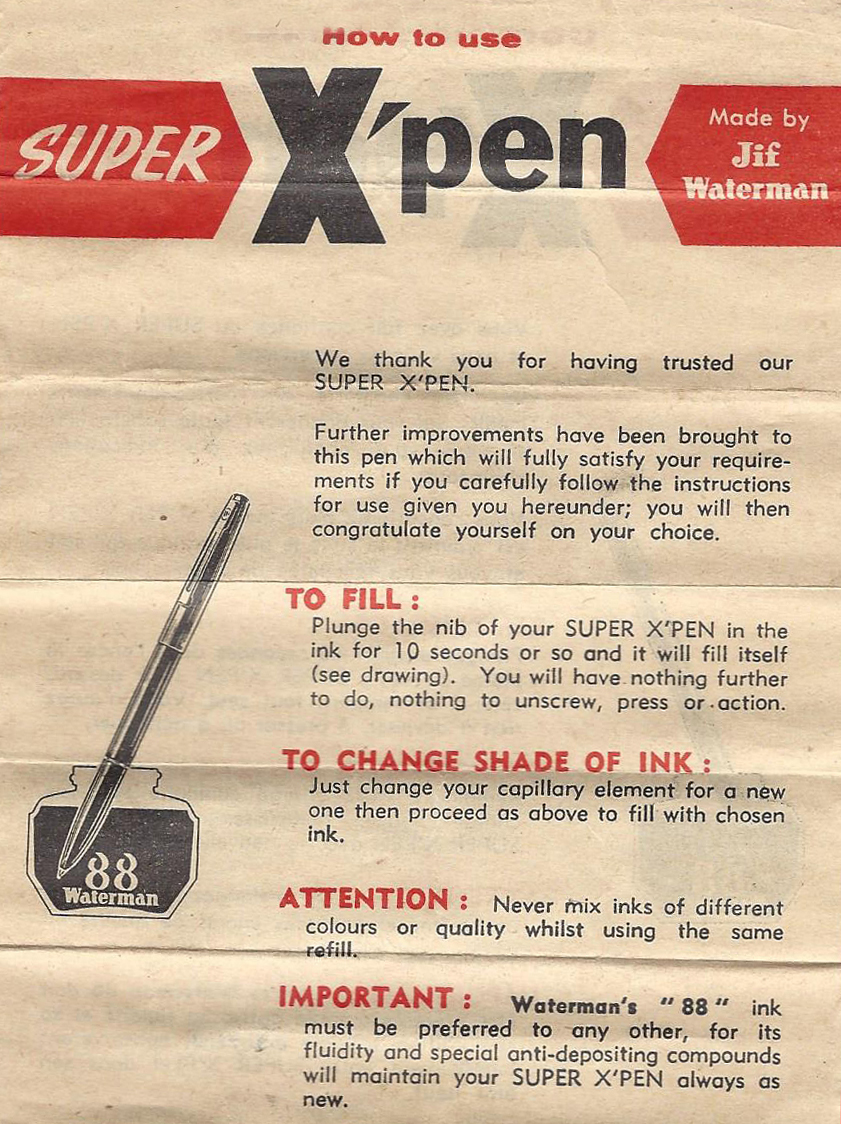 How to use
SUPER X'pen Made by
Jif
Waterman
We thank you for having trusted our
SUPER X'PEN.
Further improvements have been brought to
this pen which will fully satisfy your require-
ments if you carefully follow the instructions
for use given you hereunder; you will then
congratulate yourself on your choice.
TO FILL :
Plunge the nib of your SUPER X'PEN in the
ink for 10 seconds or so and it will fill itself
(see drawing). You will have nothing further
to do, nothing to unscrew, press or action.
TO CHANGE SHADE OF INK :
Just change your capillary element for a new
one then proceed as above to fill with chosen
ink.
88
Waterman
ATTENTION : Never mix inks of different
colours or quality whilst using the same
refill.
IMPORTANT : Waterman's "88" ink
must be preferred to any other, for its
fluidity and special anti-depositing compounds
will maintain your SUPER X'PEN always as
new.